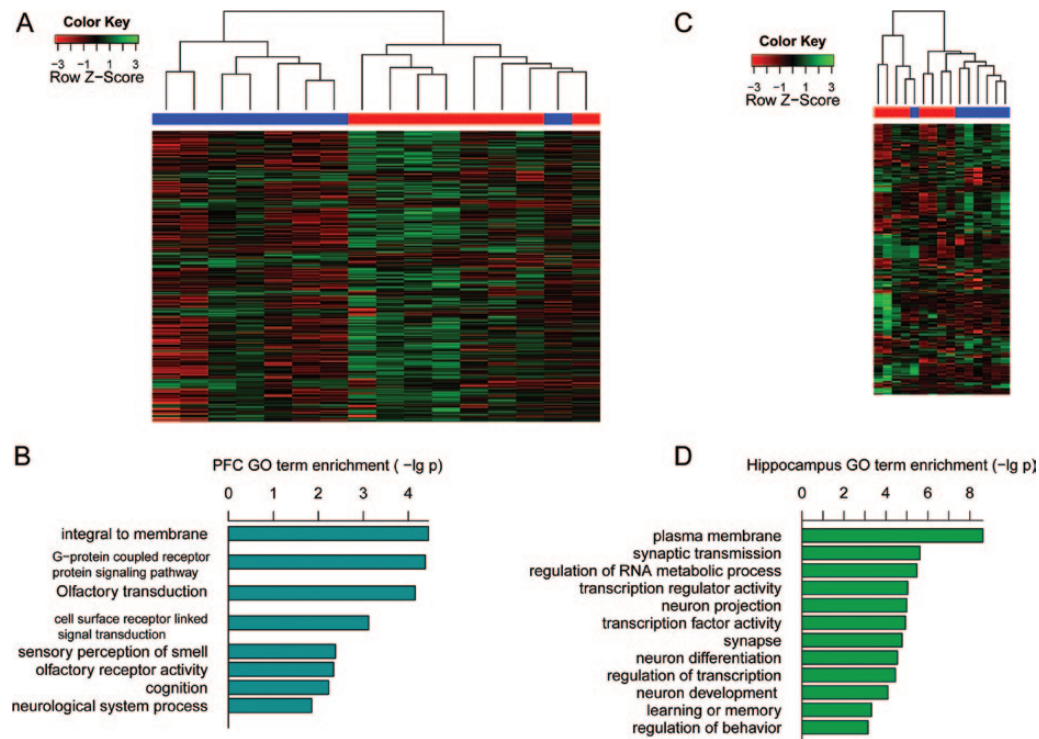 A
Color Key
-3 -1 1 3
Row Z-Score
C
Color Key
-3 -1 1 3
Row Z-Score
B
PFC GO term enrichment ( -lg p)
0 1 2 3 4
integral to membrane
G-protein coupled receptor
protein signaling pathway
Olfactory transduction
cell surface receptor linked
signal transduction
sensory perception of smell
olfactory receptor activity
cognition
neurological system process
D
Hippocampus GO term enrichment (-lg p)
0 2 4 6 8
plasma membrane
synaptic transmission
regulation of RNA metabolic process
transcription regulator activity
neuron projection
transcription factor activity
synapse
neuron differentiation
regulation of transcription
neuron development
learning or memory
regulation of behavior